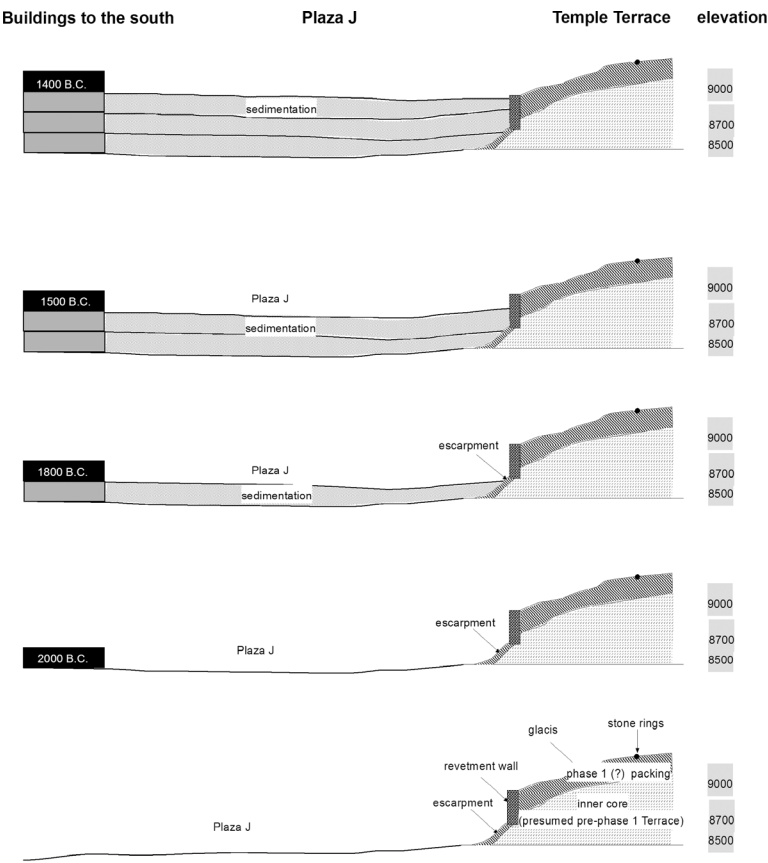 Buildings to the south Plaza J Temple Terrace elevation
1400 B.C.
9000
sedimentation
8700
8500
1500 B.C.
Plaza J
9000
sedimentation
8700
8500
escarpment
9000
1800 B.C.
Plaza J
8700
sedimentation
8500
escarpment
9000
2000 B.C.
Plaza J
8700
8500
glacis
stone rings
revetment wall
phase 1 (?) packing
9000
escarpment
inner core
(presumed pre-phase 1 Terrace)
8700
Plaza J
8500